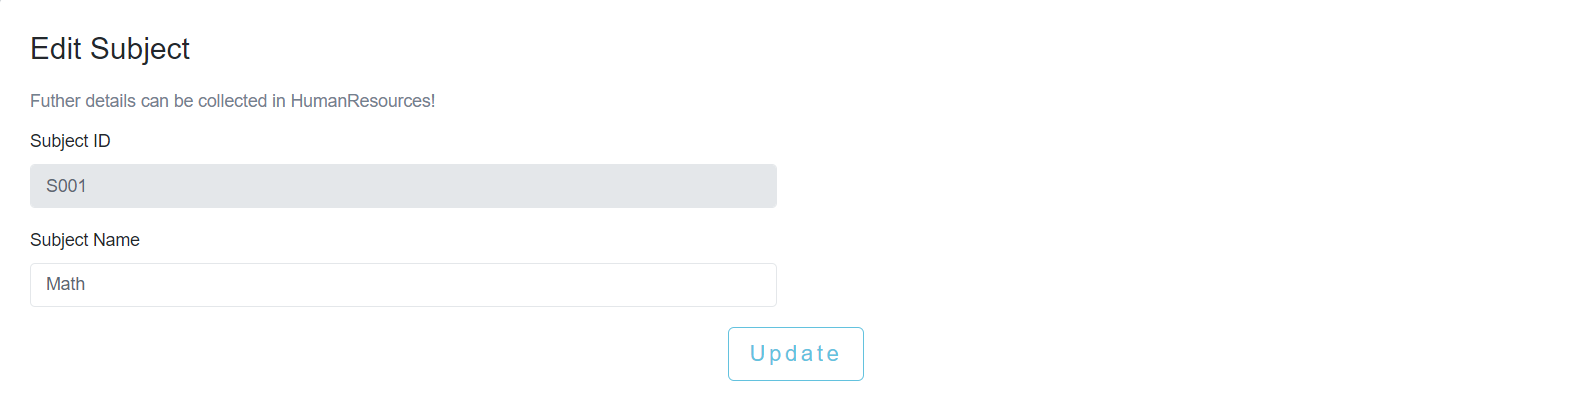 Edit Subject
Futher details can be collected in HumanResources!
Subject ID
S001
Subject Name
Math
Update